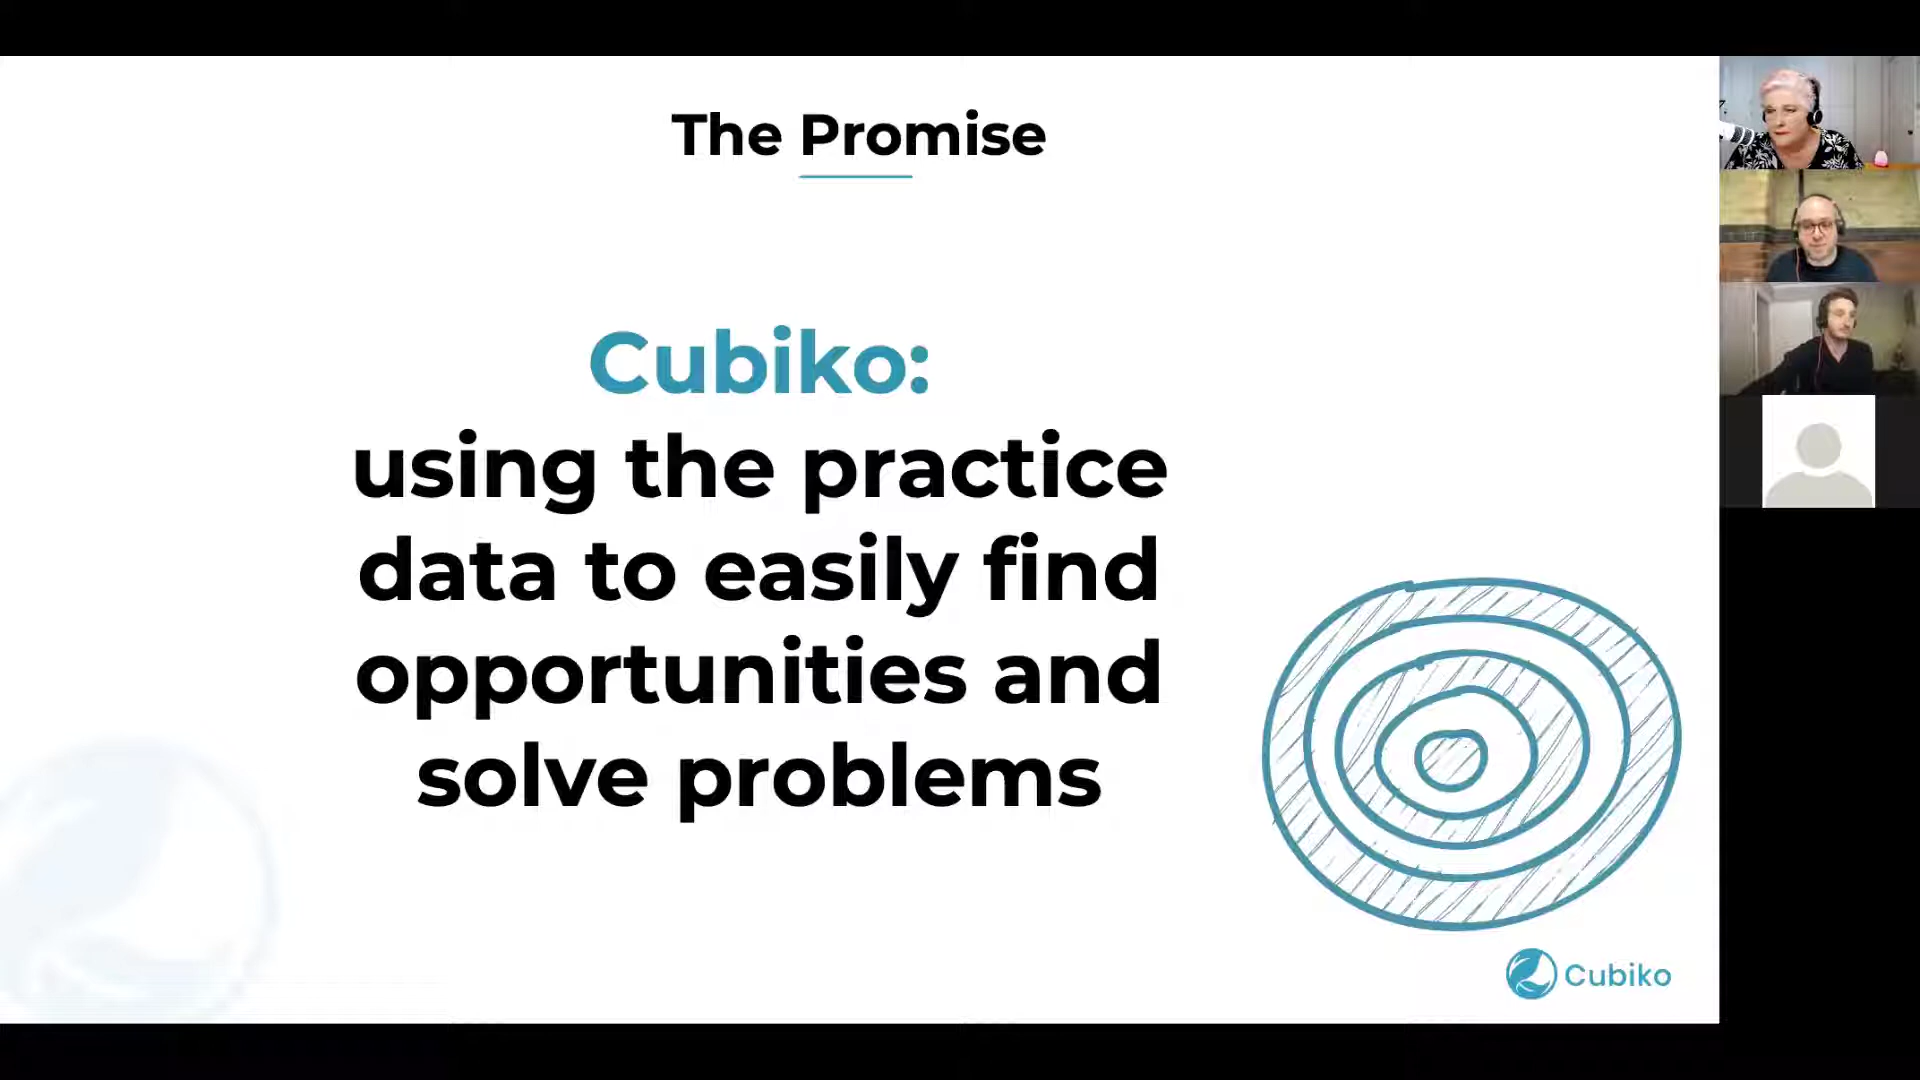 The Promise
Cubiko:
using the practice
data to easily find
opportunities and
solve problems
Cubiko